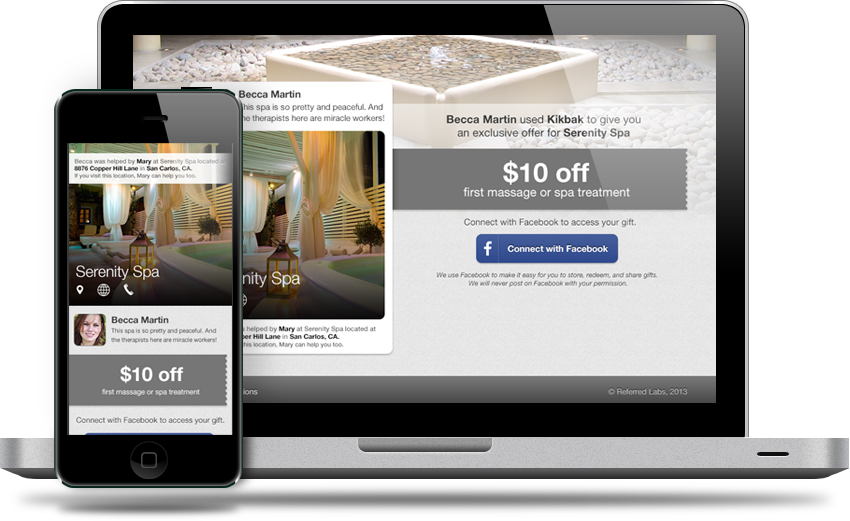 Becca Martin
his spa is so pretty and peaceful. And
he therapists here are miracle workers!
Becca Martin used Kikbak to give you
an exclusive offer for Serenity Spa
$10 off
first massage or spa treatment
Connect with Facebook to access your gift.
f Connect with Facebook
We use Facebook to make it easy for you to store, redeem, and share gifts.
We will never post on Facebook with your permission.
nity Spa
helped by Mary at Serenity Spa located at
per Hill Lane in San Carlos, CA.
this location, Mary can help you too.
tions
© Referred Labs, 2013
Becca was helped by Mary at Serenity Spa located at
8876 Copper Hill Lane in San Carlos, CA.
If you visit this location, Mary can help you too.
Serenity Spa
Becca Martin
This spa is so pretty and peaceful. And
the therapists here are miracle workers!
$10 off
first massage or spa treatment
Connect with Facebook to access your gift.